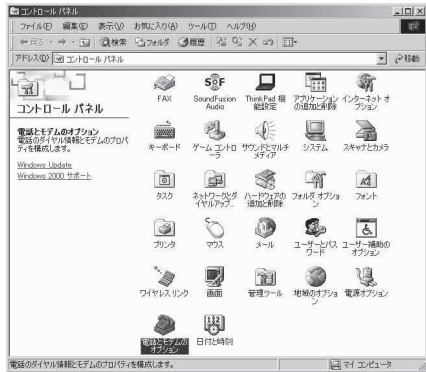 コントロール パネル
ファイル(F) 編集(E) 表示(V) お気に入り(A) ツール(T) ヘルプ(H)
戻る 検索 フォルダ 履歴
アドレス(D) コントロール パネル 移動
コントロール パネル
電話とモデムのオプション
電話のダイヤル情報とモデムのプロパ
ティを構成します。
Windows Update
Windows 2000 サポート
FAX
SoundFusion
Audio
ThinkPad 機
能設定
アプリケーション
の追加と削除
インターネット オ
プション
キーボード
ゲーム コントロ
ーラ
サウンドとマルチ
メディア
システム
スキャナとカメラ
タスク
ネットワークとダ
イヤルアップ...
ハードウェアの
追加と削除
フォルダ オプショ
ン
フォント
プリンタ
マウス
メール
ユーザーとパス
ワード
ユーザー補助の
オプション
ワイヤレス リンク
画面
管理ツール
地域のオプショ
ン
電源オプション
電話とモデムの
オプション
日付と時刻
電話のダイヤル情報とモデムのプロパティを構成します。 マイ コンピュータ